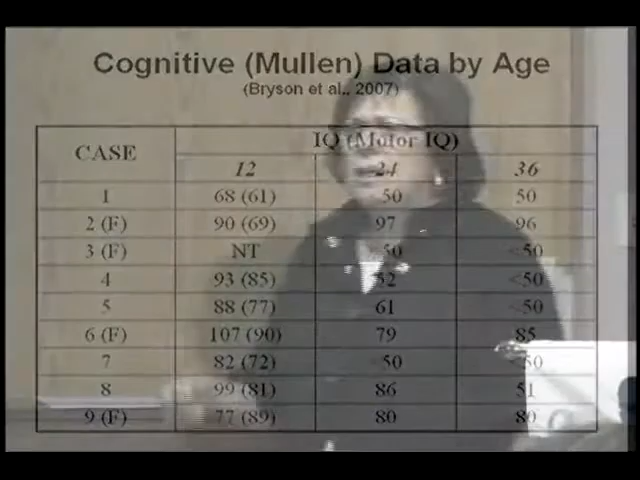 Cognitive (Mullen) Data by Age
(Bryson et al., 2007)
CASE IQ (Motor IQ)
12 24 36
1 68 (61) 50 50
2 (F) 90 (69) 97 96
3 (F) NT <50 <50
4 93 (85) 52 <50
5 88 (77) 61 <50
6 (F) 107 (90) 79 85
7 82 (72) <50 <50
8 99 (81) 86 51
9 (F) 77 (89) 80 80